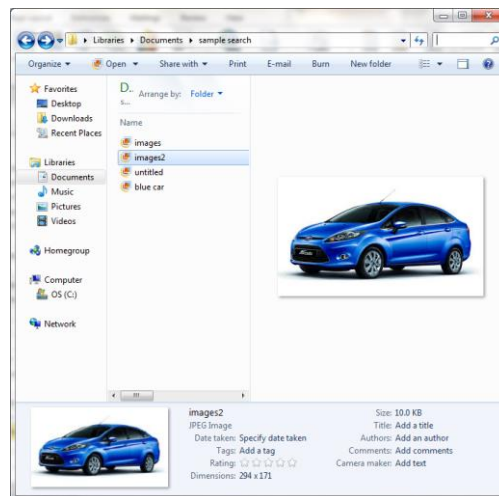 Libraries ▸ Documents ▸ sample search
Organize ▾ Open ▾ Share with ▾ Print E-mail Burn New folder
Favorites
Desktop
Downloads
Recent Places
Libraries
Documents
Music
Pictures
Videos
Homegroup
Computer
OS (C:)
Network
D...
s...
Arrange by: Folder ▾
Name
images
images2
untitled
blue car
images2
JPEG Image
Date taken: Specify date taken
Tags: Add a tag
Rating: ☆☆☆☆☆
Dimensions: 294 x 171
Size: 10.0 KB
Title: Add a title
Authors: Add an author
Comments: Add comments
Camera maker: Add text